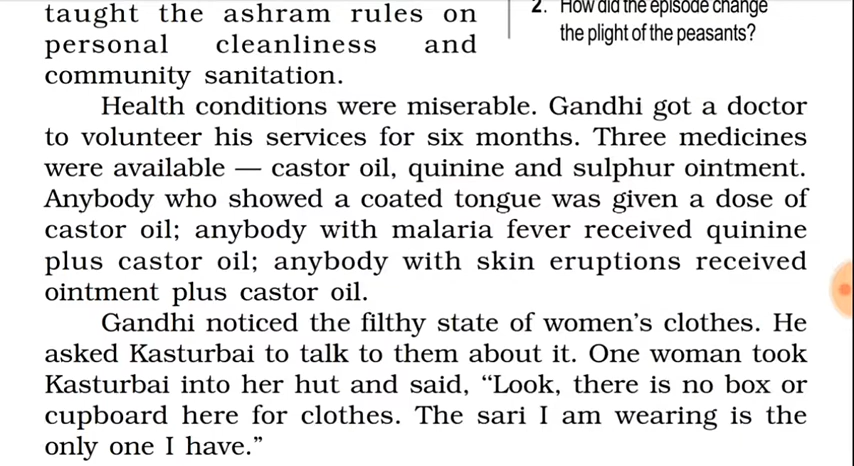 taught the ashram rules on
personal cleanliness and
community sanitation.
2. How did the episode change
the plight of the peasants?
Health conditions were miserable. Gandhi got a doctor
to volunteer his services for six months. Three medicines
were available — castor oil, quinine and sulphur ointment.
Anybody who showed a coated tongue was given a dose of
castor oil; anybody with malaria fever received quinine
plus castor oil; anybody with skin eruptions received
ointment plus castor oil.
Gandhi noticed the filthy state of women’s clothes. He
asked Kasturbai to talk to them about it. One woman took
Kasturbai into her hut and said, “Look, there is no box or
cupboard here for clothes. The sari I am wearing is the
only one I have.”